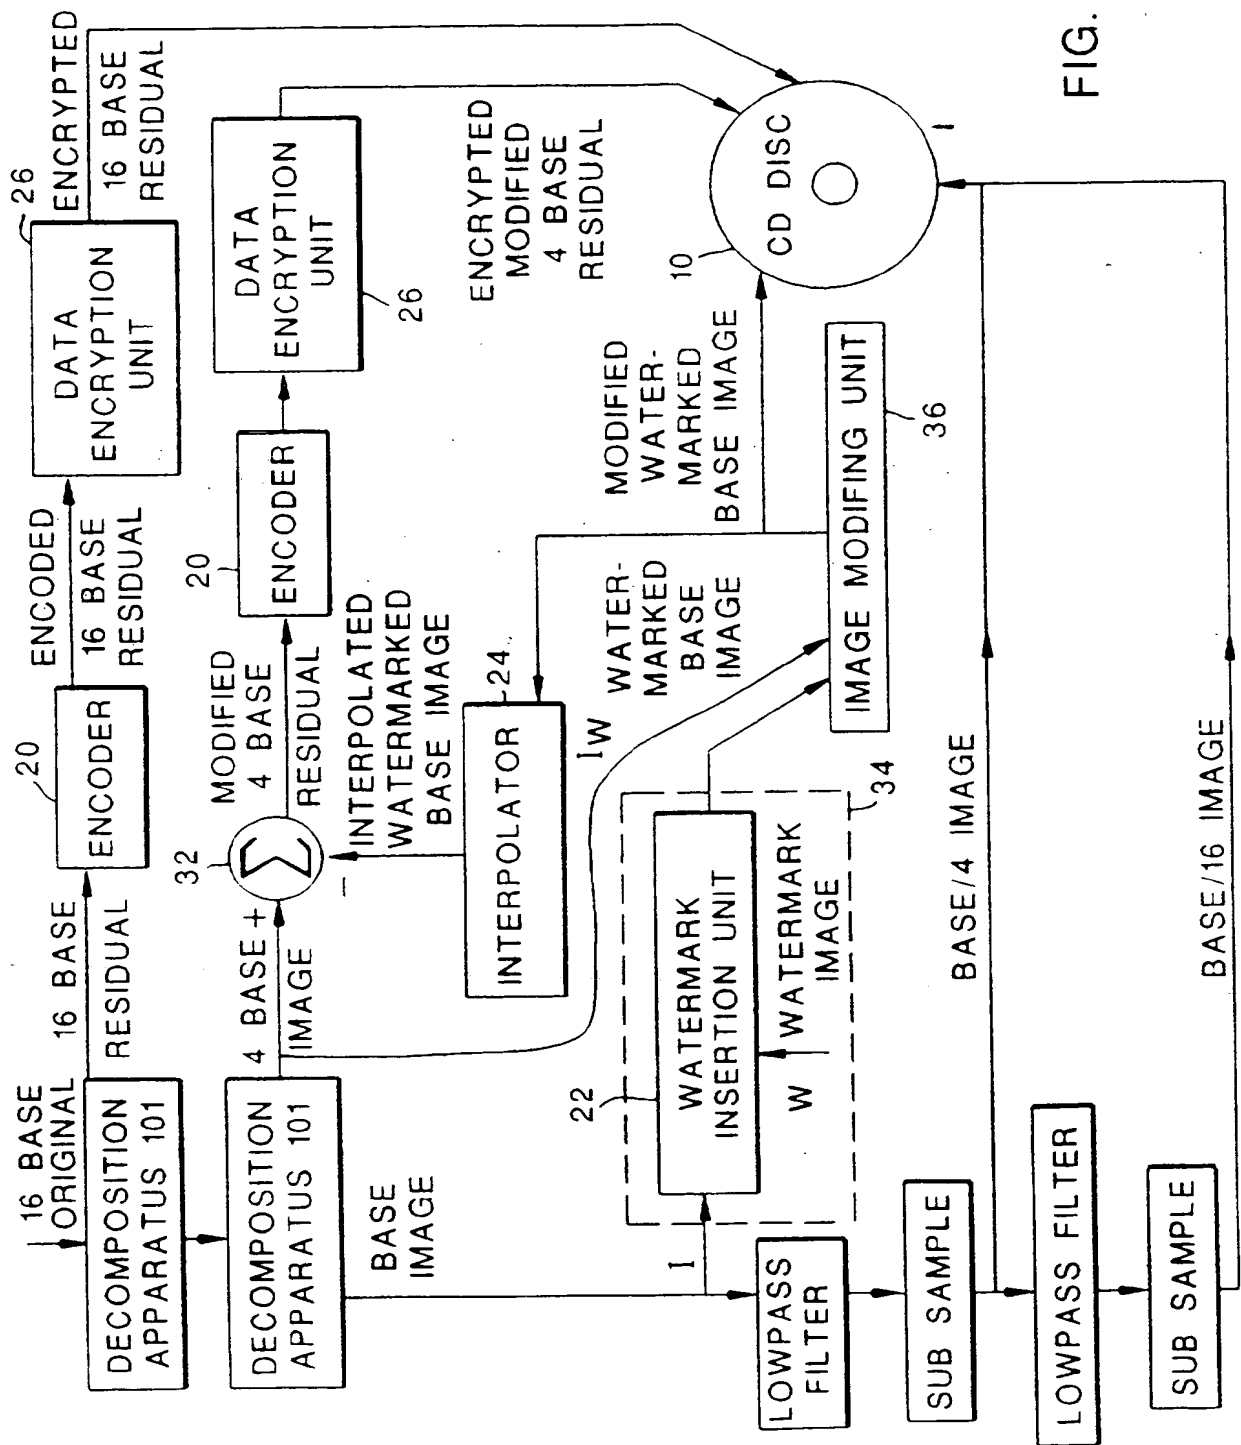 16 BASE
ORIGINAL
DECOMPOSITION
APPARATUS 101
16 BASE
RESIDUAL
20
ENCODER
ENCODED
16 BASE
RESIDUAL
26
DATA
ENCRYPTION
UNIT
ENCRYPTED
16 BASE
RESIDUAL
DECOMPOSITION
APPARATUS 101
4 BASE
IMAGE
+
32
Σ
−
MODIFIED
4 BASE
RESIDUAL
20
ENCODER
DATA
ENCRYPTION
UNIT
26
ENCRYPTED
MODIFIED
4 BASE
RESIDUAL
INTERPOLATED
WATERMARKED
BASE IMAGE
24
INTERPOLATOR
BASE
IMAGE
I
22
WATERMARK
INSERTION UNIT
W
WATERMARK
IMAGE
34
IW
WATER-
MARKED
BASE
IMAGE
MODIFIED
WATER-
MARKED
BASE IMAGE
IMAGE MODIFING UNIT
36
10
CD DISC
LOWPASS
FILTER
SUB SAMPLE
BASE/4 IMAGE
LOWPASS FILTER
SUB SAMPLE
BASE/16 IMAGE
FIG.